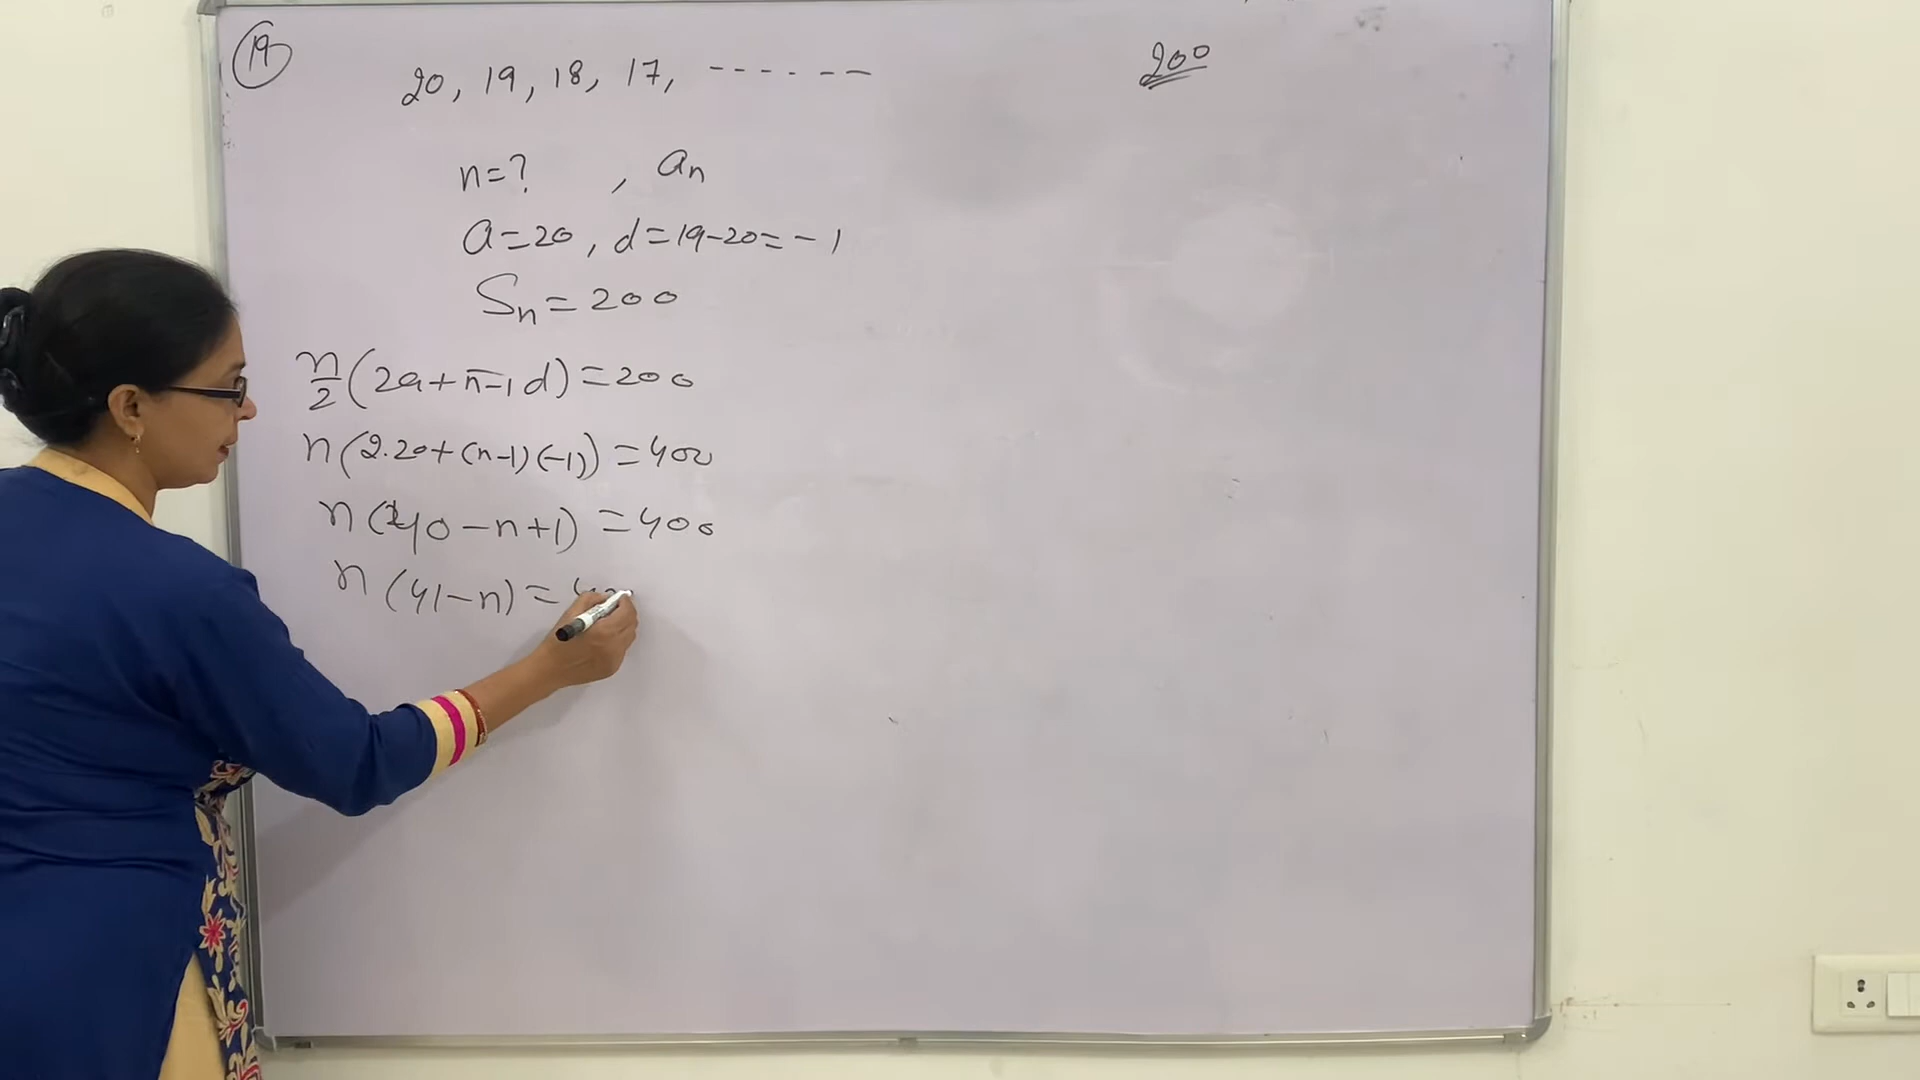 19
20, 19, 18, 17, ------- 200
n=? , an
a=20, d=19-20=-1
Sn=200
n/2(2a+n̅-̅1̅ d)=200
n(2.20+(n-1)(-1))=400
n(40-n+1)=400
n(41-n)=